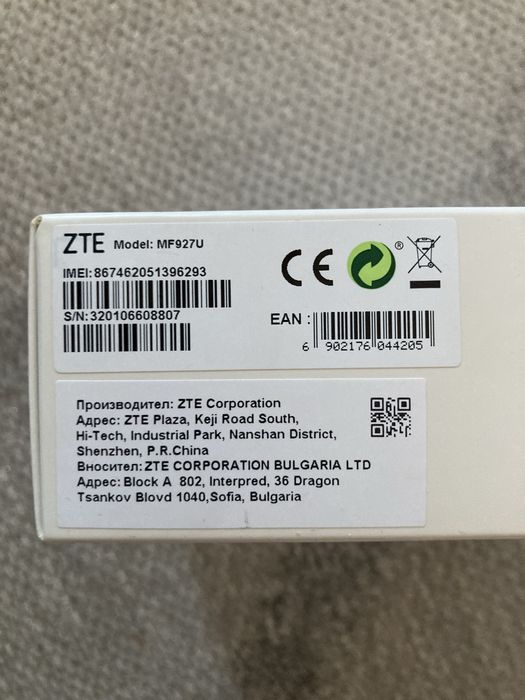 ZTE Model: MF927U
IMEI:867462051396293
S/N:320106608807
CE
®
EAN :
6 902176 044205
Производител: ZTE Corporation
Адрес: ZTE Plaza, Keji Road South,
Hi-Tech, Industrial Park, Nanshan District,
Shenzhen, P.R.China
Вносител: ZTE CORPORATION BULGARIA LTD
Адрес: Block A 802, Interpred, 36 Dragon
Tsankov Blovd 1040,Sofia, Bulgaria